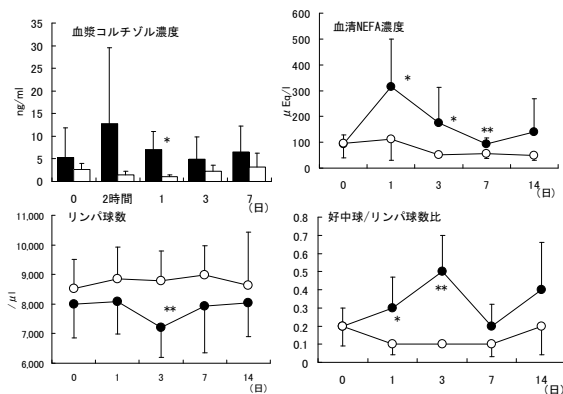 血漿コルチゾル濃度
ng/ml
35
30
25
20
15
10
5
0
*
0 2時間 1 3 7
(日)
血清NEFA濃度
μEq/l
500
400
300
200
100
0
* * **
0 1 3 7 14
(日)
リンパ球数
/μl
11,000
10,000
9,000
8,000
7,000
6,000
**
0 1 3 7 14
(日)
好中球/リンパ球数比
0.8
0.7
0.6
0.5
0.4
0.3
0.2
0.1
0
* **
0 1 3 7 14
(日)